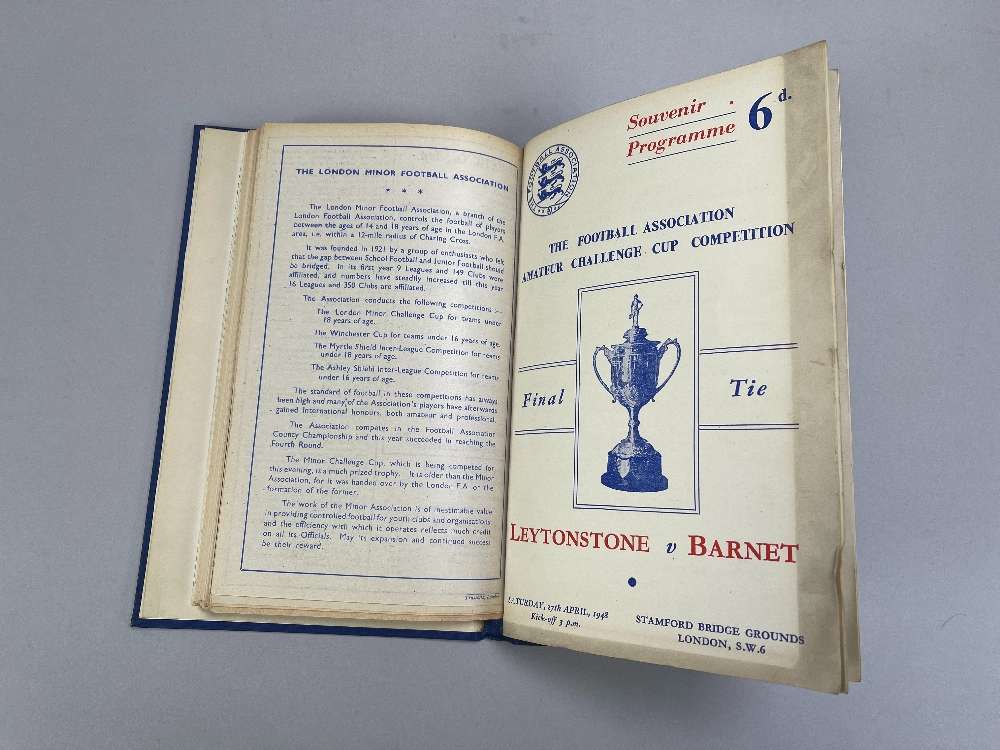 THE LONDON MINOR FOOTBALL ASSOCIATION
* * *
The London Minor Football Association, a branch of the
London Football Association, controls the football of players
between the ages of 14 and 18 years of age in the London F.A.
area, i.e. within a 12-mile radius of Charing Cross.
It was founded in 1921 by a group of enthusiasts who felt
that the gap between School Football and Junior Football should
be bridged. In its first year 9 Leagues and 149 Clubs were
affiliated, and numbers have steadily increased till this year
16 Leagues and 350 Clubs are affiliated.
The Association conducts the following competitions :—
The London Minor Challenge Cup for teams under
18 years of age.
The Winchester Cup for teams under 16 years of age.
The Myrtle Shield Inter-League Competition for teams
under 18 years of age.
The Ashley Shield Inter-League Competition for teams
under 16 years of age.
The standard of football in these competitions has always
been high and many of the Association's players have afterwards
gained International honours, both amateur and professional.
The Association competes in the Football Association
County Championship and this year succeeded in reaching the
Fourth Round.
The Minor Challenge Cup, which is being competed for
this evening, is a much prized trophy. It is older than the Minor
Association, for it was handed over by the London F.A. on the
formation of the former.
The work of the Minor Association is of inestimable value
in providing controlled football for youth clubs and organisations,
and the efficiency with which it operates reflects much credit
on all its Officials. May its expansion and continued success
be their reward.
Souvenir
Programme
6d.
THE FOOTBALL ASSOCIATION
THE FOOTBALL ASSOCIATION
AMATEUR CHALLENGE CUP COMPETITION
Final Tie
LEYTONSTONE v BARNET
SATURDAY, 17th APRIL, 1948
Kick-off 3 p.m.
STAMFORD BRIDGE GROUNDS
LONDON, S.W.6